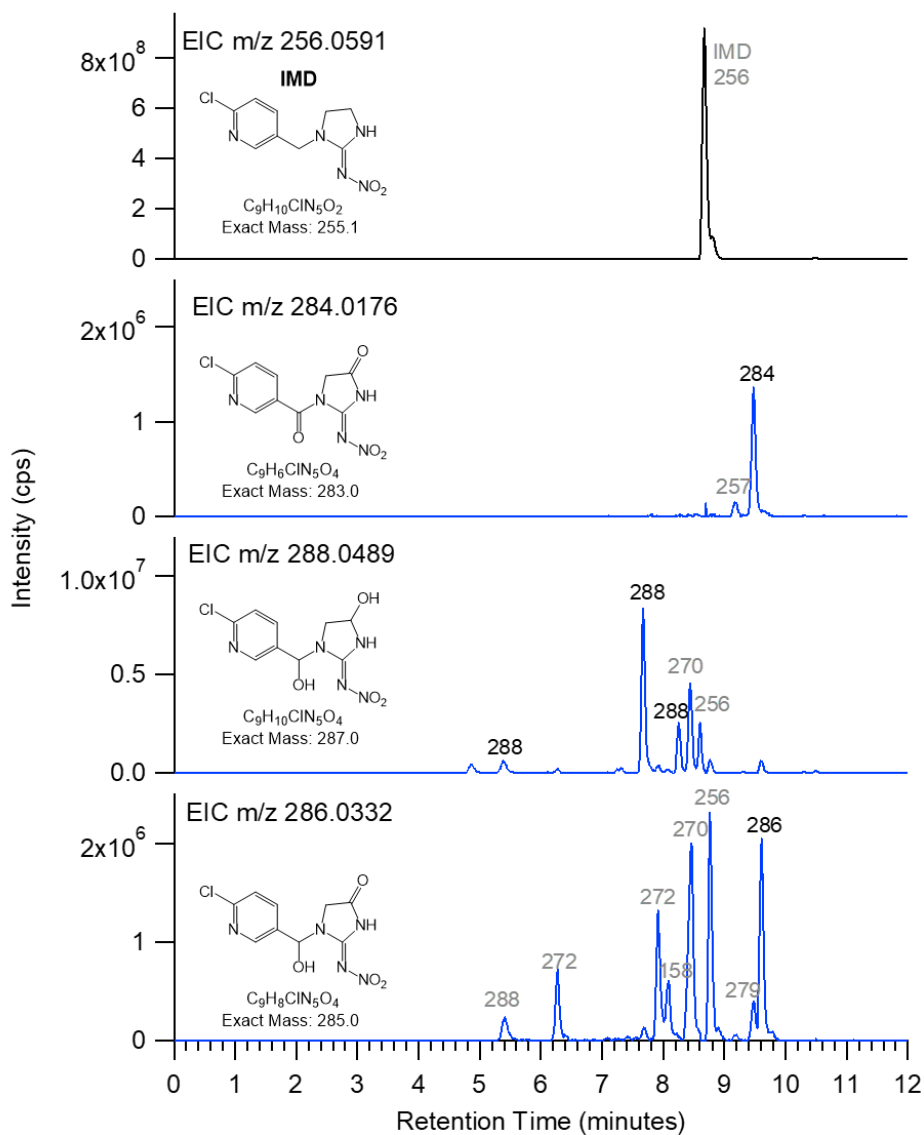 Intensity (cps)
EIC m/z 256.0591
IMD
Cl
N
N
NH
N
NO₂
C₉H₁₀ClN₅O₂
Exact Mass: 255.1
IMD
256
8x10⁸
6
4
2
0
EIC m/z 284.0176
Cl
O
N
N
NH
O
N
NO₂
C₉H₆ClN₅O₄
Exact Mass: 283.0
257
284
2x10⁶
1
0
EIC m/z 288.0489
OH
Cl
N
N
NH
OH
N
NO₂
C₉H₁₀ClN₅O₄
Exact Mass: 287.0
288
288
288
270
256
1.0x10⁷
0.5
0.0
EIC m/z 286.0332
O
Cl
N
N
NH
OH
N
NO₂
C₉H₈ClN₅O₄
Exact Mass: 285.0
288
272
272
158
270
256
279
286
2x10⁶
1
0
0 1 2 3 4 5 6 7 8 9 10 11 12
Retention Time (minutes)